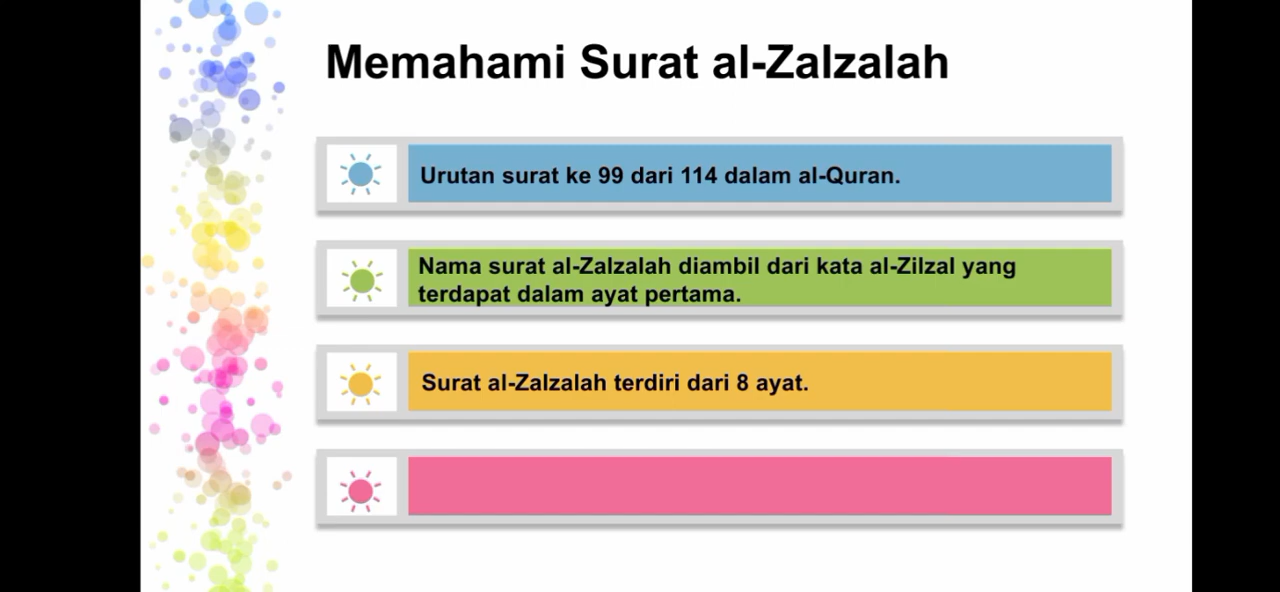 Memahami Surat al-Zalzalah
Urutan surat ke 99 dari 114 dalam al-Quran.
Nama surat al-Zalzalah diambil dari kata al-Zilzal yang
terdapat dalam ayat pertama.
Surat al-Zalzalah terdiri dari 8 ayat.